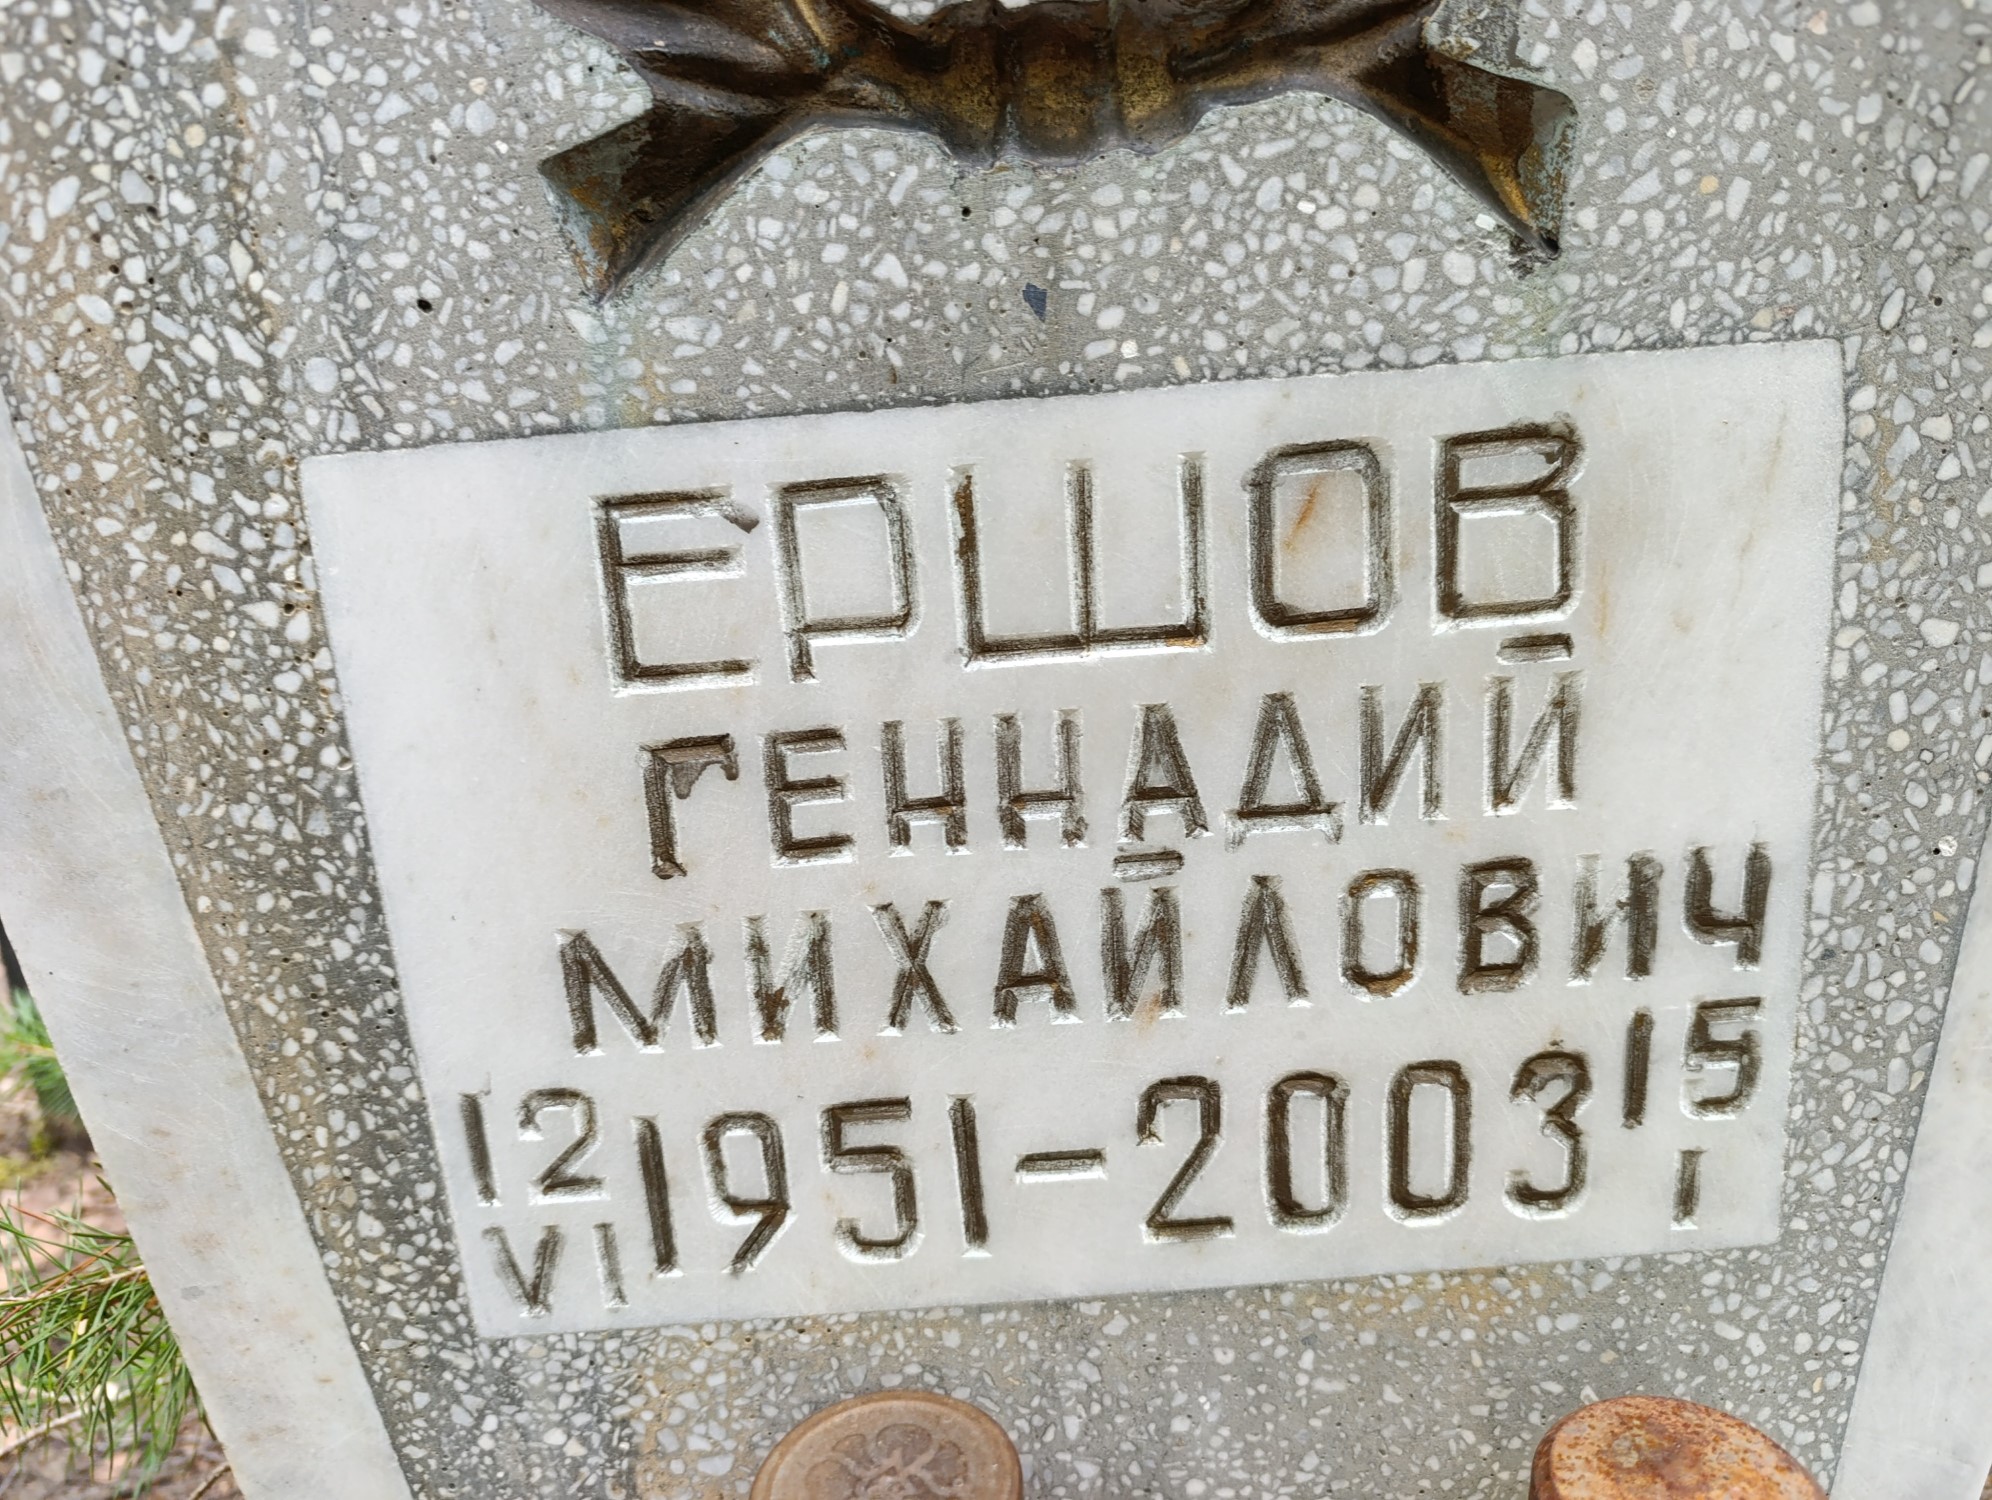 ЕРШОВ
ГЕННАДИЙ
МИХАЙЛОВИЧ
12 VI 1951-2003 15 I